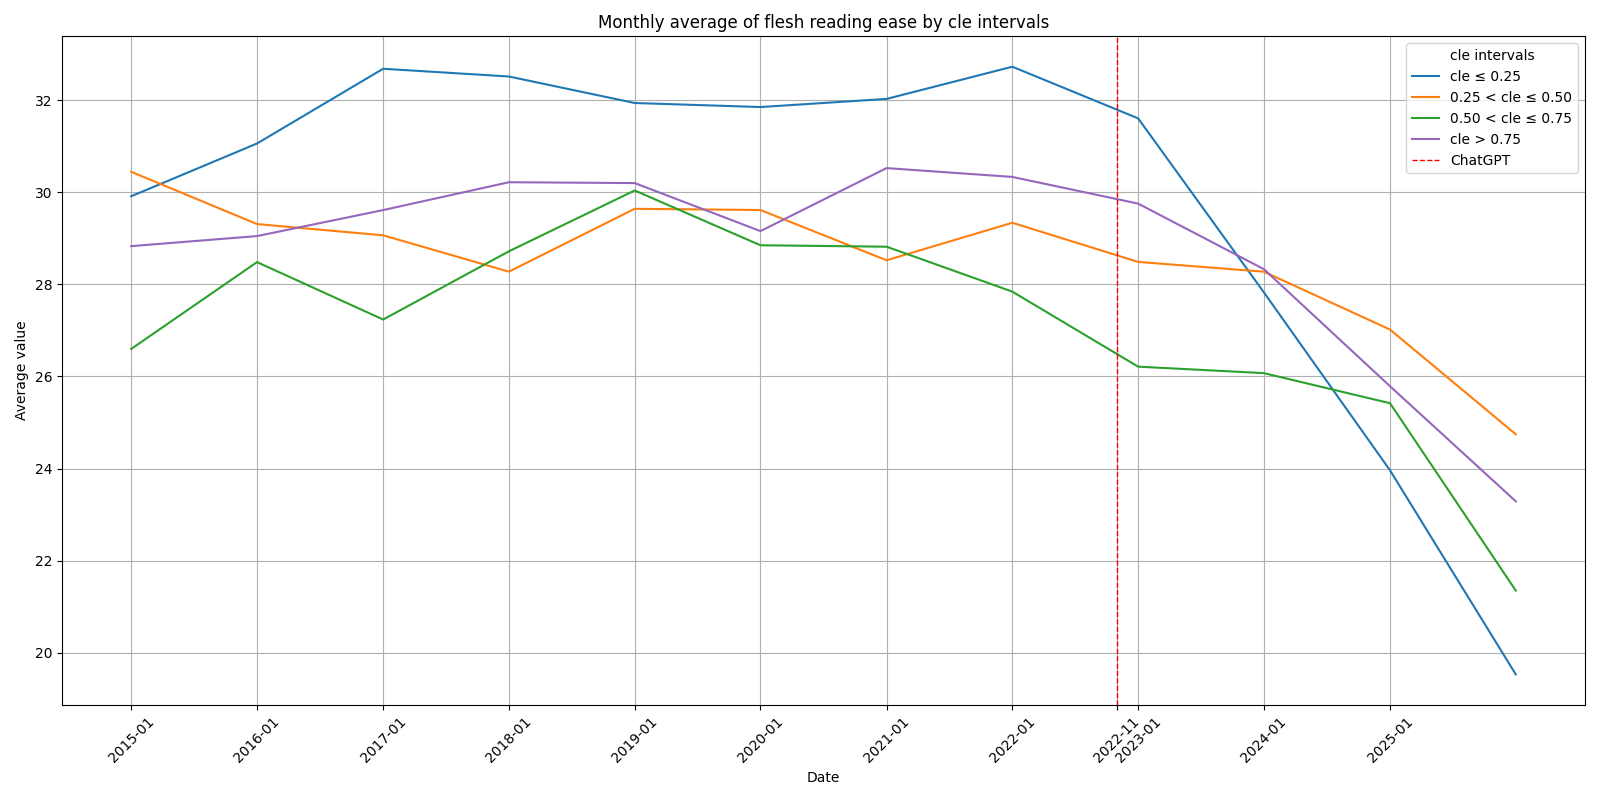 Monthly average of flesh reading ease by cle intervals
cle intervals
cle ≤ 0.25
0.25 < cle ≤ 0.50
0.50 < cle ≤ 0.75
cle > 0.75
ChatGPT
Average value
32
30
28
26
24
22
20
2015-01
2016-01
2017-01
2018-01
2019-01
2020-01
2021-01
2022-01
2022-11
2023-01
2024-01
2025-01
Date